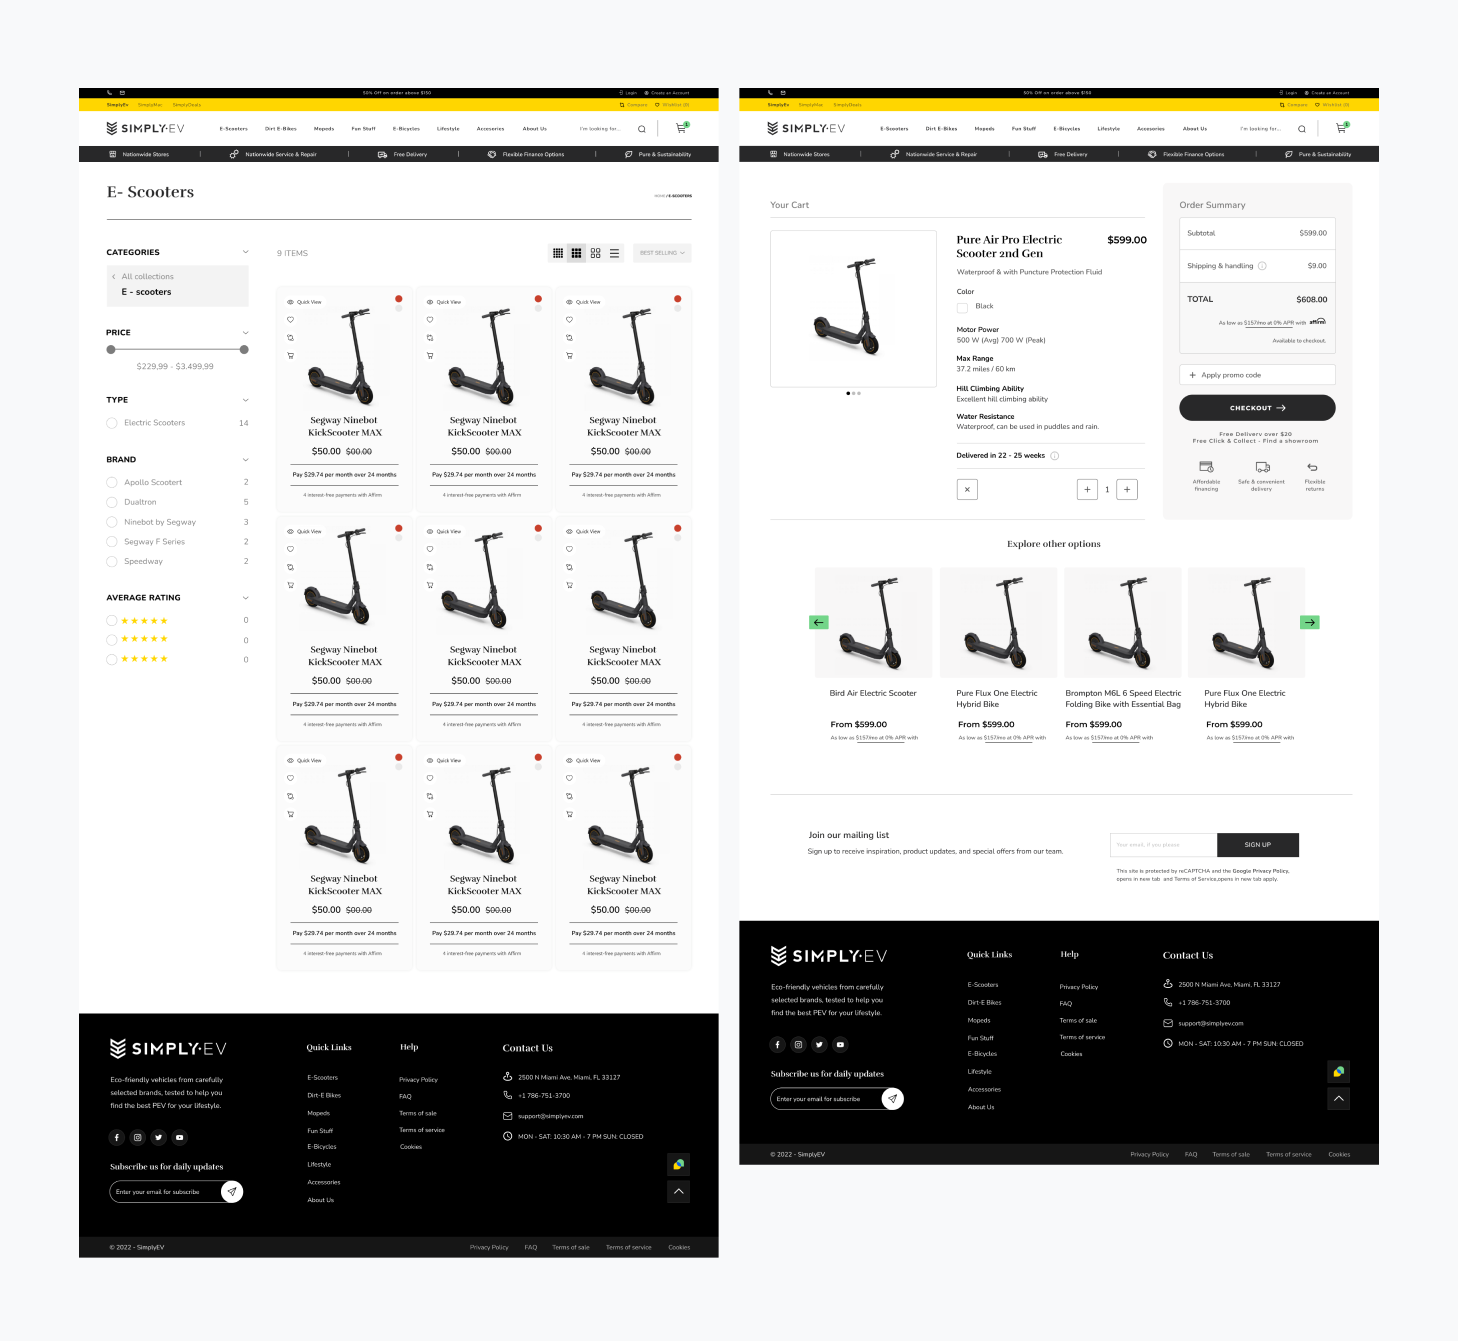 50% Off on order above $150
Login Create an Account
SimplyEv SimplyMax SimplyDeals
Compare Wishlist (0)
SIMPLY·EV
E-Scooters Dirt E-Bikes Mopeds Fun Stuff E-Bicycles Lifestyle Accesories About Us
I'm looking for...
1
Nationwide Stores | Nationwide Service & Repair | Free Delivery | Flexible Finance Options | Pure & Sustainability
E- Scooters
HOME / E-SCOOTERS
CATEGORIES
All collections
E - scooters
PRICE
$229,99 - $3.499,99
TYPE
Electric Scooters 14
BRAND
Apollo Scootert 2
Dualtron 5
Ninebot by Segway 3
Segway F Series 2
Speedway 2
AVERAGE RATING
★★★★★ 0
★★★★★ 0
★★★★★ 0
9 ITEMS
BEST SELLING
Quick View Quick View Quick View
Segway Ninebot Segway Ninebot Segway Ninebot
KickScooter MAX KickScooter MAX KickScooter MAX
$50.00 $00.00 $50.00 $00.00 $50.00 $00.00
Pay $29.74 per month over 24 months Pay $29.74 per month over 24 months Pay $29.74 per month over 24 months
4 interest-free payments with Affirm 4 interest-free payments with Affirm 4 interest-free payments with Affirm
Quick View Quick View Quick View
Segway Ninebot Segway Ninebot Segway Ninebot
KickScooter MAX KickScooter MAX KickScooter MAX
$50.00 $00.00 $50.00 $00.00 $50.00 $00.00
Pay $29.74 per month over 24 months Pay $29.74 per month over 24 months Pay $29.74 per month over 24 months
4 interest-free payments with Affirm 4 interest-free payments with Affirm 4 interest-free payments with Affirm
Quick View Quick View Quick View
Segway Ninebot Segway Ninebot Segway Ninebot
KickScooter MAX KickScooter MAX KickScooter MAX
$50.00 $00.00 $50.00 $00.00 $50.00 $00.00
Pay $29.74 per month over 24 months Pay $29.74 per month over 24 months Pay $29.74 per month over 24 months
4 interest-free payments with Affirm 4 interest-free payments with Affirm 4 interest-free payments with Affirm
SIMPLY·EV
Eco-friendly vehicles from carefully
selected brands, tested to help you
find the best PEV for your lifestyle.
Subscribe us for daily updates
Enter your email for subscribe
Quick Links
E-Scooters
Dirt-E Bikes
Mopeds
Fun Stuff
E-Bicycles
Lifestyle
Accessories
About Us
Help
Privacy Policy
FAQ
Terms of sale
Terms of service
Cookies
Contact Us
2500 N Miami Ave, Miami, FL 33127
+1 786-751-3700
support@simplyev.com
MON - SAT: 10:30 AM - 7 PM SUN: CLOSED
© 2022 - SimplyEV
Privacy Policy FAQ Terms of sale Terms of service Cookies
50% Off on order above $150
Login Create an Account
SimplyEv SimplyMax SimplyDeals
Compare Wishlist (0)
SIMPLY·EV
E-Scooters Dirt E-Bikes Mopeds Fun Stuff E-Bicycles Lifestyle Accesories About Us
I'm looking for...
1
Nationwide Stores | Nationwide Service & Repair | Free Delivery | Flexible Finance Options | Pure & Sustainability
Your Cart
Pure Air Pro Electric $599.00
Scooter 2nd Gen
Waterproof & with Puncture Protection Fluid
Color
Black
Motor Power
500 W (Avg) 700 W (Peak)
Max Range
37.2 miles / 60 km
Hill Climbing Ability
Excellent hill climbing ability
Water Resistance
Waterproof, can be used in puddles and rain.
Delivered in 22 - 25 weeks
1
Order Summary
Subtotal $599.00
Shipping & handling $9.00
TOTAL $608.00
As low as $157/mo at 0% APR with affirm
Available to checkout.
+ Apply promo code
CHECKOUT
Free Delivery over $20
Free Click & Collect - Find a showroom
Affordable
financing
Safe & convenient
delivery
Flexible
returns
Explore other options
Bird Air Electric Scooter
From $599.00
As low as $157/mo at 0% APR with
Pure Flux One Electric
Hybrid Bike
From $599.00
As low as $157/mo at 0% APR with
Brompton M6L 6 Speed Electric
Folding Bike with Essential Bag
From $599.00
As low as $157/mo at 0% APR with
Pure Flux One Electric
Hybrid Bike
From $599.00
As low as $157/mo at 0% APR with
Join our mailing list
Sign up to receive inspiration, product updates, and special offers from our team.
Your email, if you please
SIGN UP
This site is protected by reCAPTCHA and the Google Privacy Policy,
opens in new tab and Terms of Service,opens in new tab apply.
SIMPLY·EV
Eco-friendly vehicles from carefully
selected brands, tested to help you
find the best PEV for your lifestyle.
Subscribe us for daily updates
Enter your email for subscribe
Quick Links
E-Scooters
Dirt-E Bikes
Mopeds
Fun Stuff
E-Bicycles
Lifestyle
Accessories
About Us
Help
Privacy Policy
FAQ
Terms of sale
Terms of service
Cookies
Contact Us
2500 N Miami Ave, Miami, FL 33127
+1 786-751-3700
support@simplyev.com
MON - SAT: 10:30 AM - 7 PM SUN: CLOSED
© 2022 - SimplyEV
Privacy Policy FAQ Terms of sale Terms of service Cookies